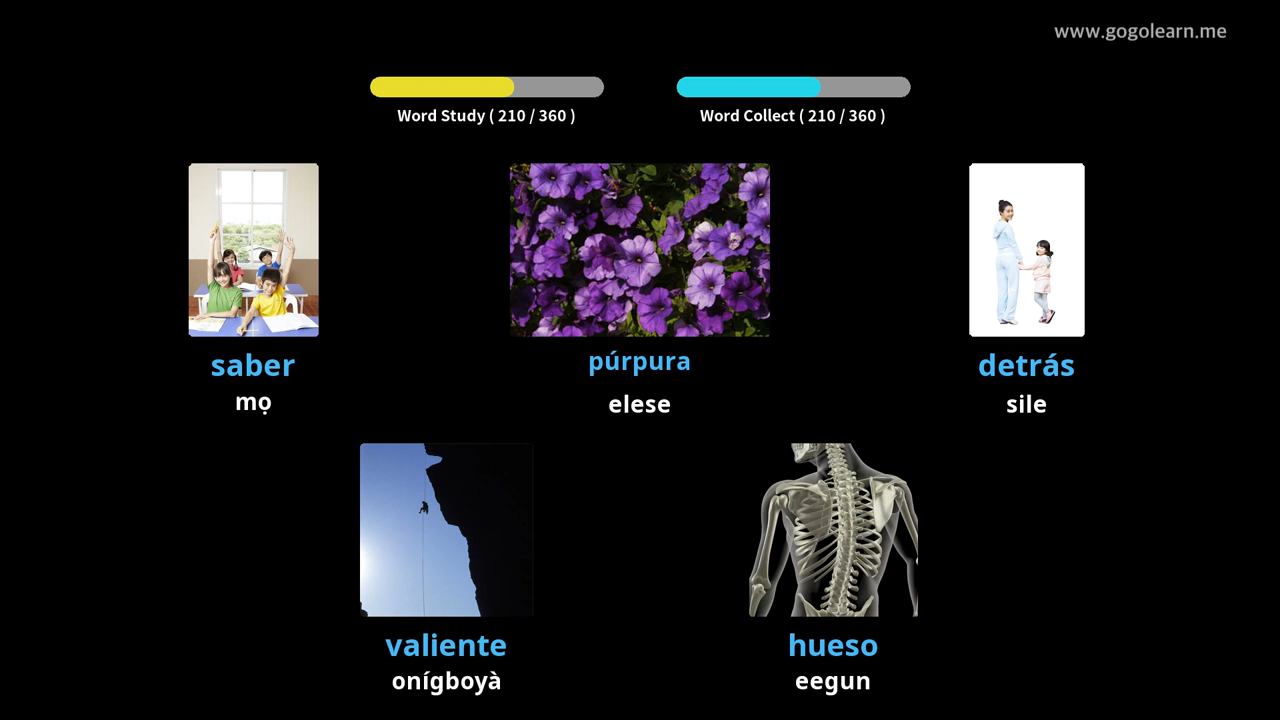 www.gogolearn.me
Word Study ( 210 / 360 )
Word Collect ( 210 / 360 )
saber
mọ
púrpura
elese
detrás
sile
valiente
onígboyà
hueso
eegun